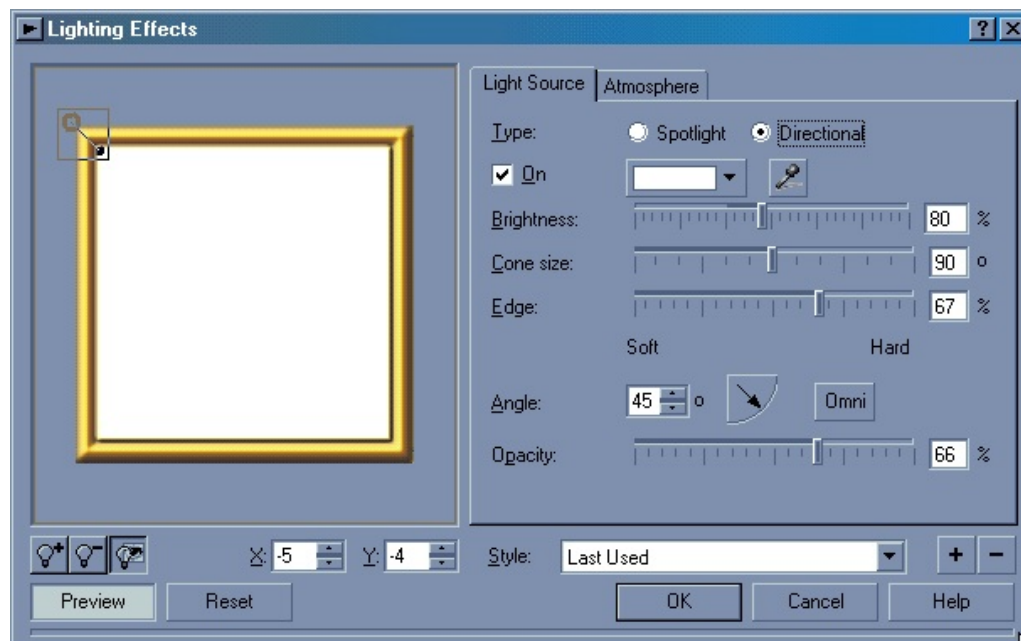 Lighting Effects
Light Source Atmosphere
Type: Spotlight Directional
On
Brightness: 80 %
Cone size: 90 o
Edge: 67 %
Soft Hard
Angle: 45 o Omni
Opacity: 66 %
X: -5 Y: -4 Style: Last Used + -
Preview Reset OK Cancel Help